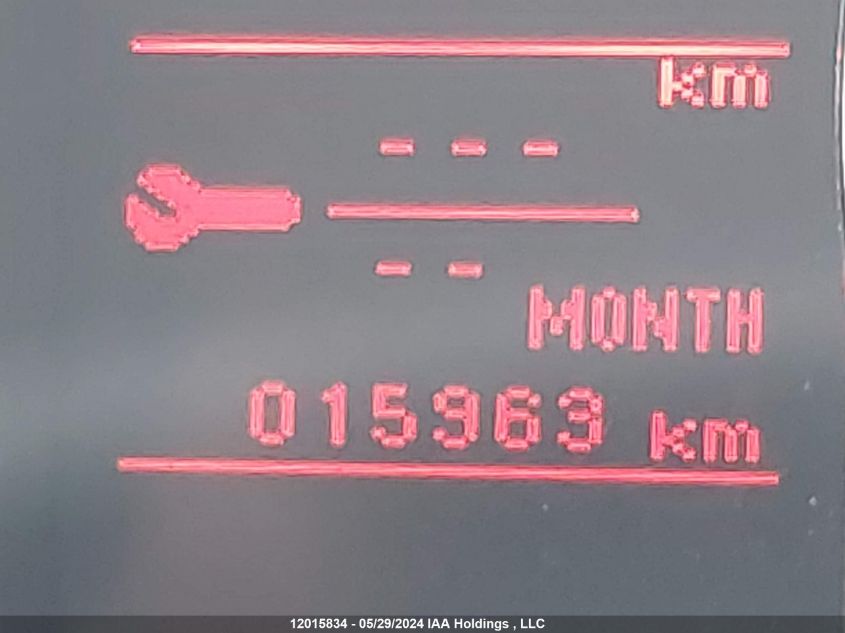 km
- - -
- -
MONTH
015963 km
12015834 - 05/29/2024 IAA Holdings , LLC